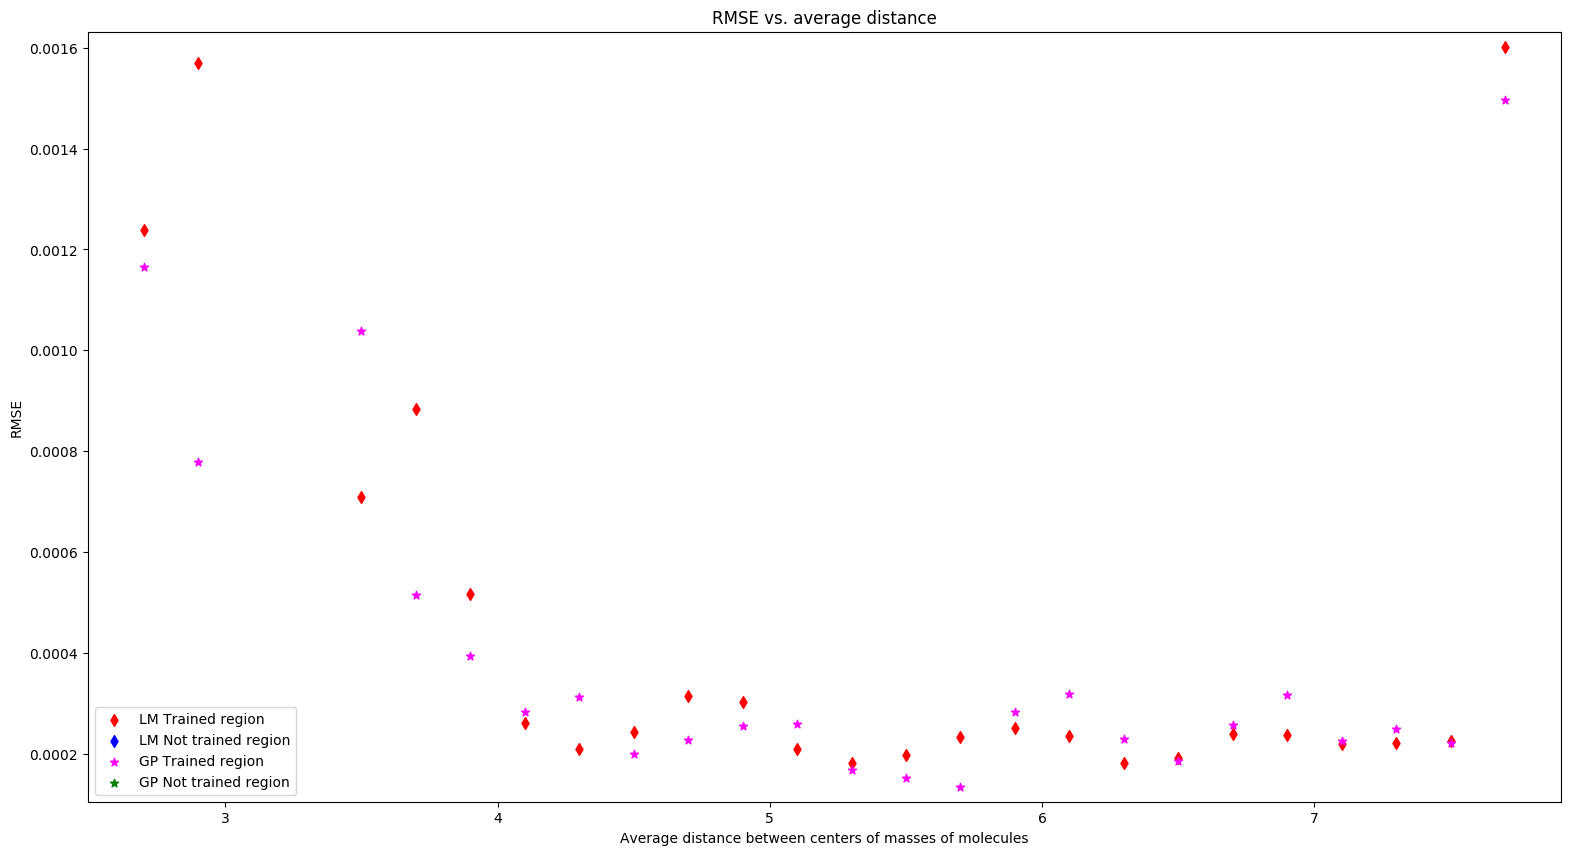 RMSE vs. average distance
0.0016
0.0014
0.0012
0.0010
0.0008
0.0006
0.0004
0.0002
RMSE
LM Trained region
LM Not trained region
GP Trained region
GP Not trained region
3
4
5
6
7
Average distance between centers of masses of molecules